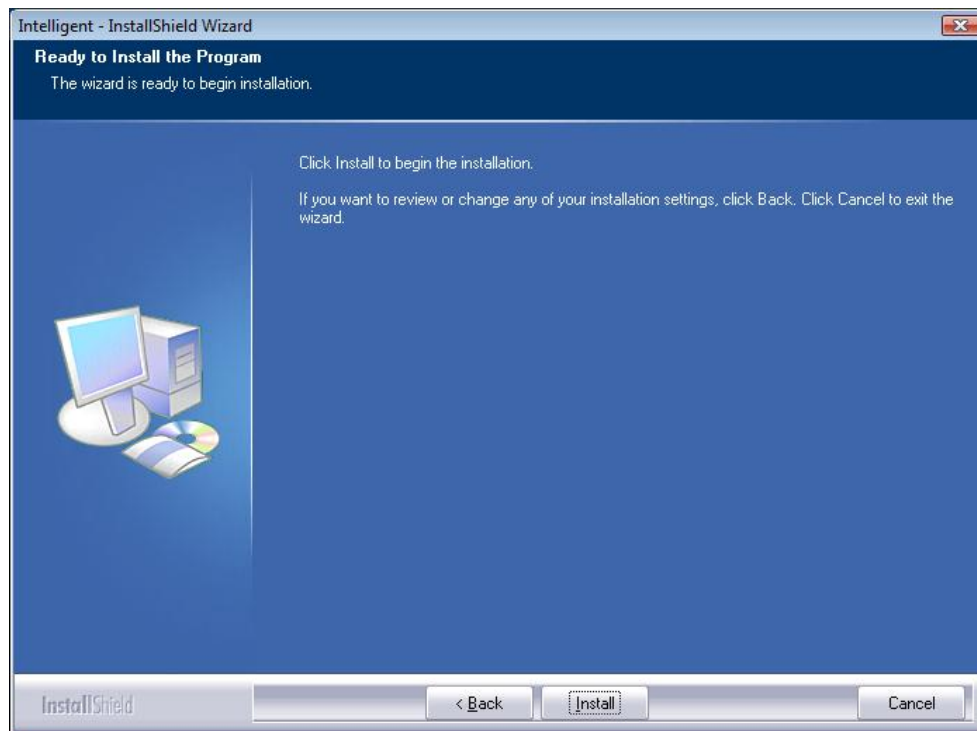 Intelligent - InstallShield Wizard
Ready to Install the Program
The wizard is ready to begin installation.
Click Install to begin the installation.
If you want to review or change any of your installation settings, click Back. Click Cancel to exit the
wizard.
InstallShield
< Back
Install
Cancel